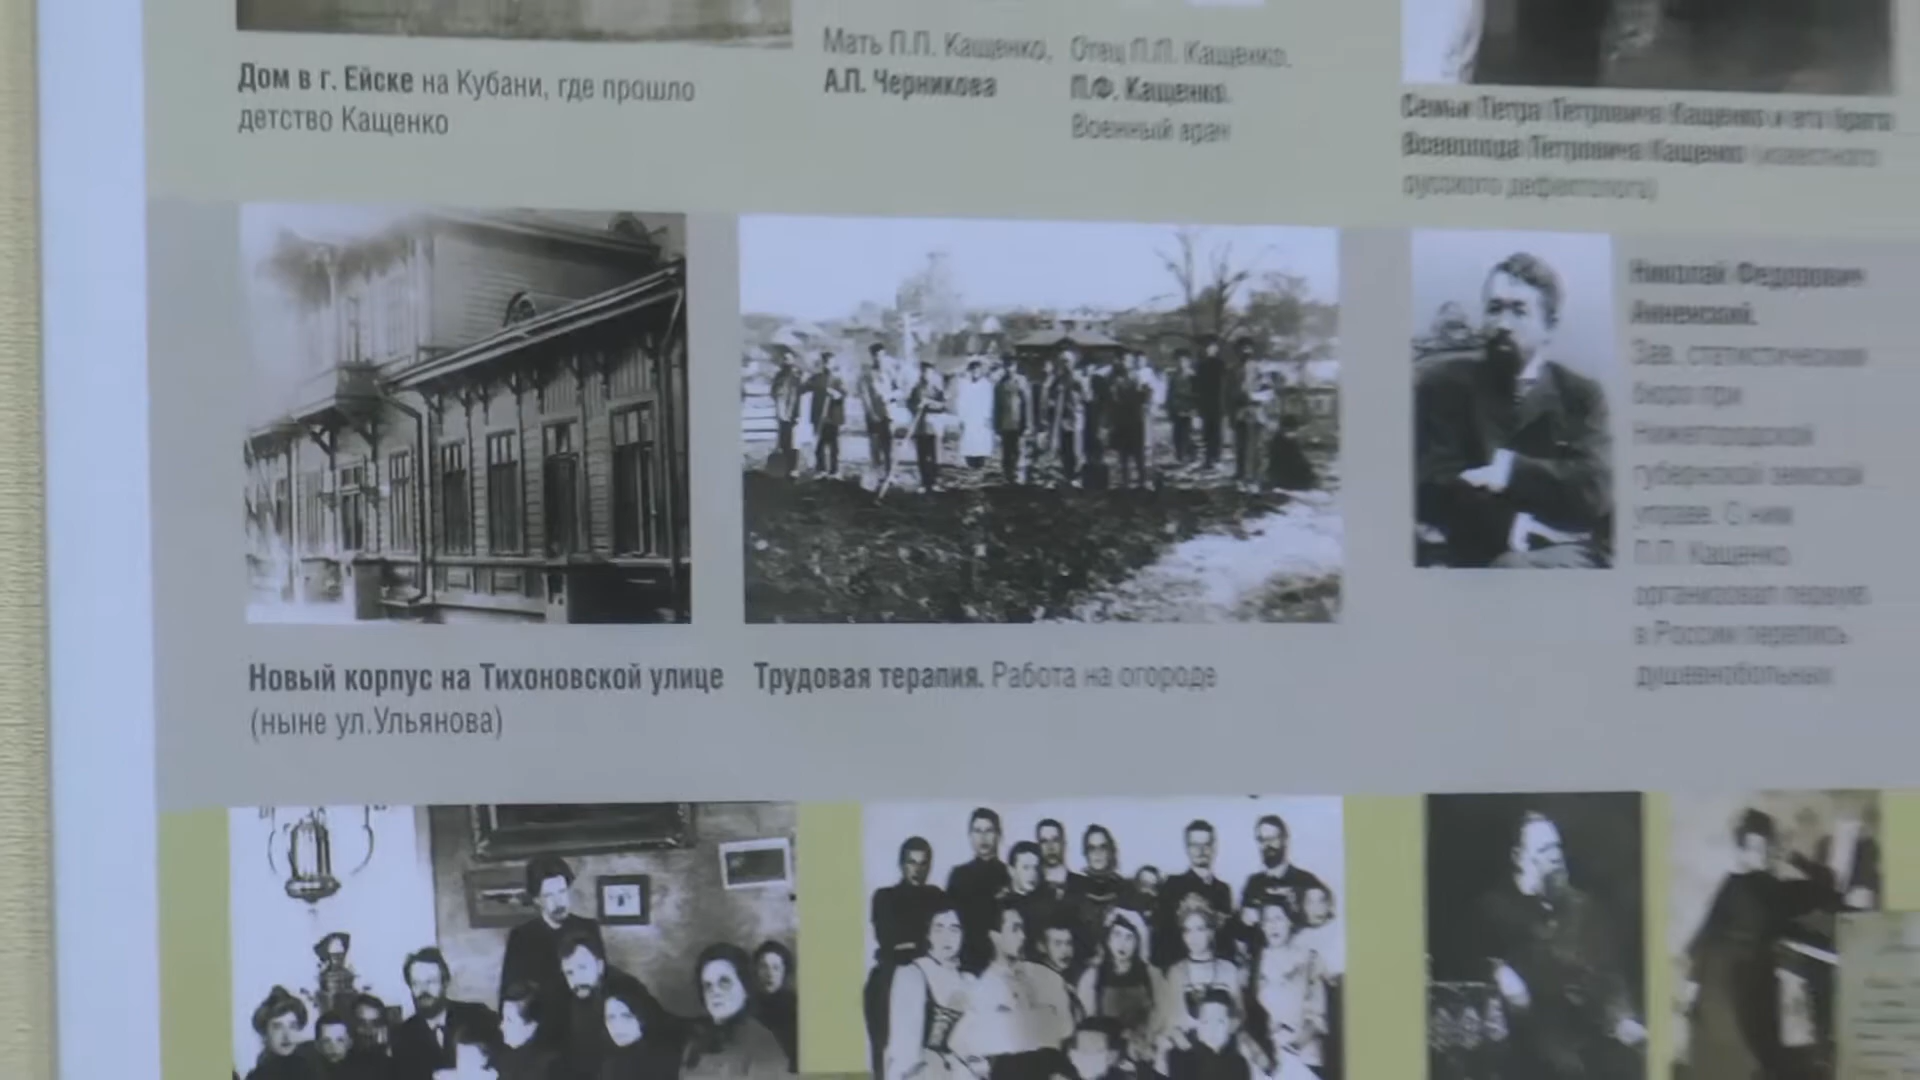 Дом в г. Ейске на Кубани, где прошло
детство Кащенко
Мать П.П. Кащенко,
А.П. Черникова
Отец П.П. Кащенко,
П.Ф. Кащенко.
Военный врач
Семьи Петра Петровича Кащенко и его брата
Всеволода Петровича Кащенко (известного
русского дефектолога)
Новый корпус на Тихоновской улице
(ныне ул.Ульянова)
Трудовая терапия. Работа на огороде
Николай Федорович
Анненский.
Зав. статистическим
бюро при
Нижегородской
губернской земской
управе. С ним
П.П. Кащенко
организовал первую
в России перепись
душевнобольных